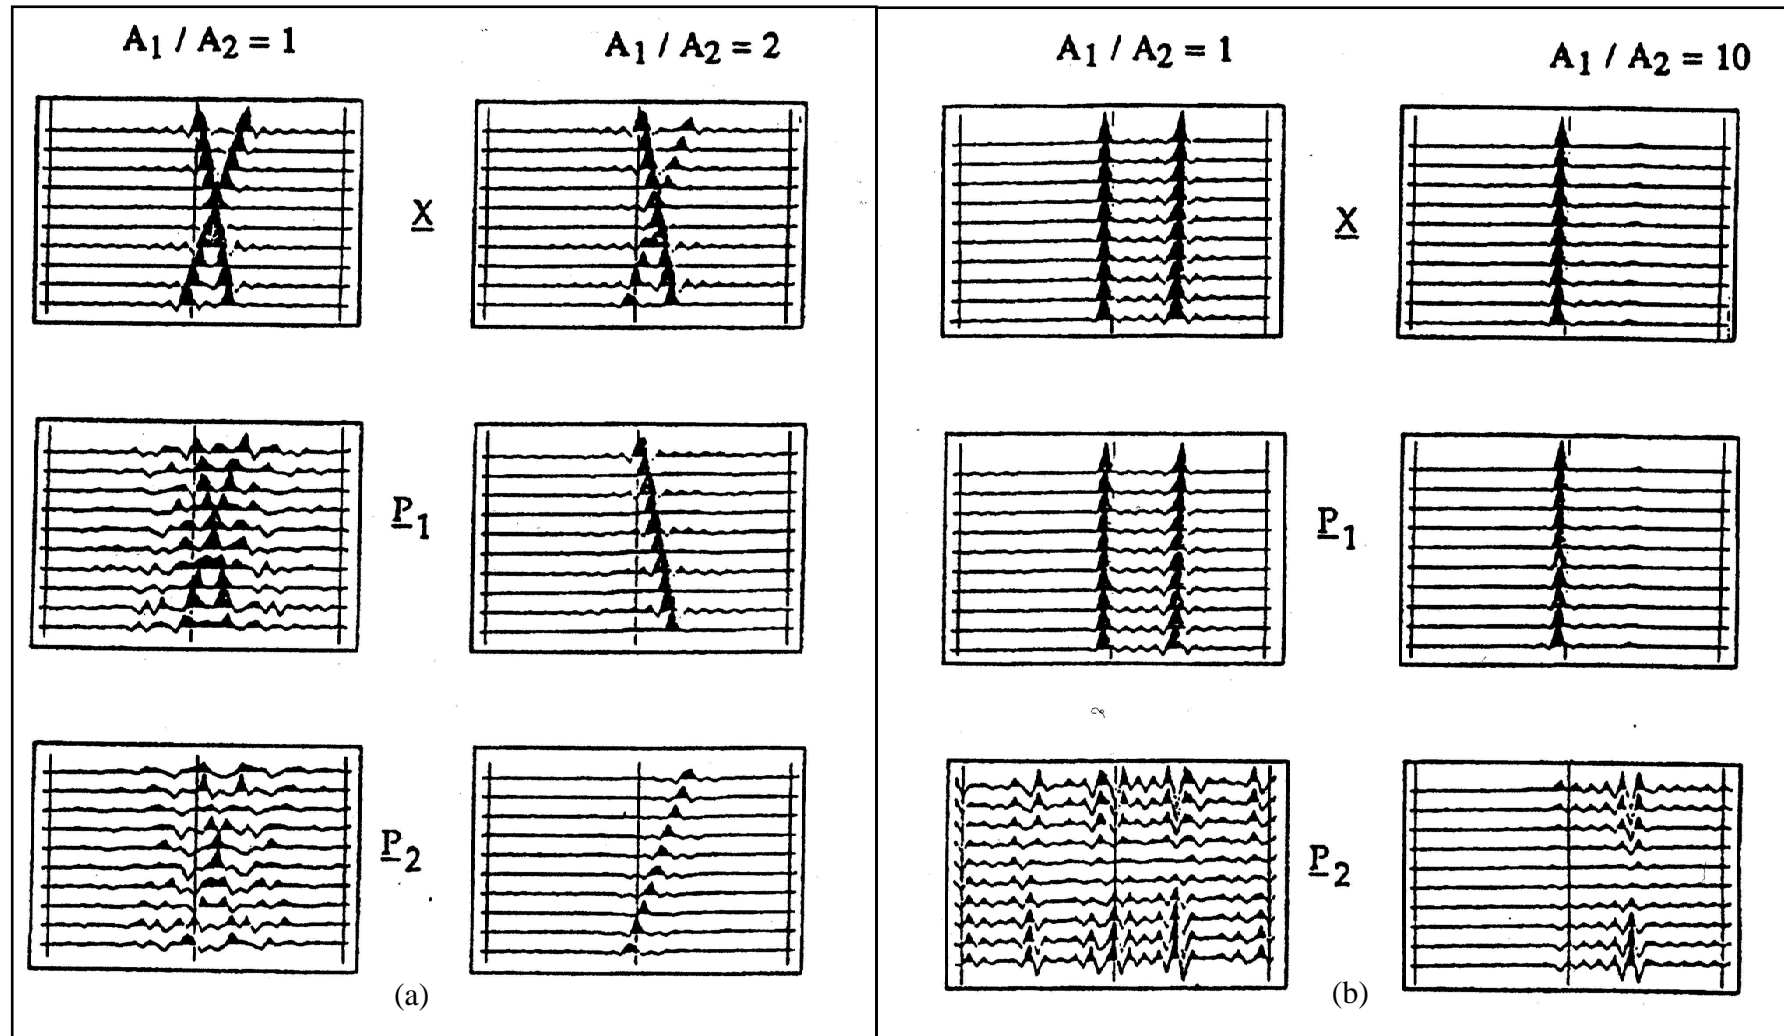 A1 / A2 = 1
A1 / A2 = 2
X
P1
P2
(a)
A1 / A2 = 1
A1 / A2 = 10
X
P1
P2
(b)